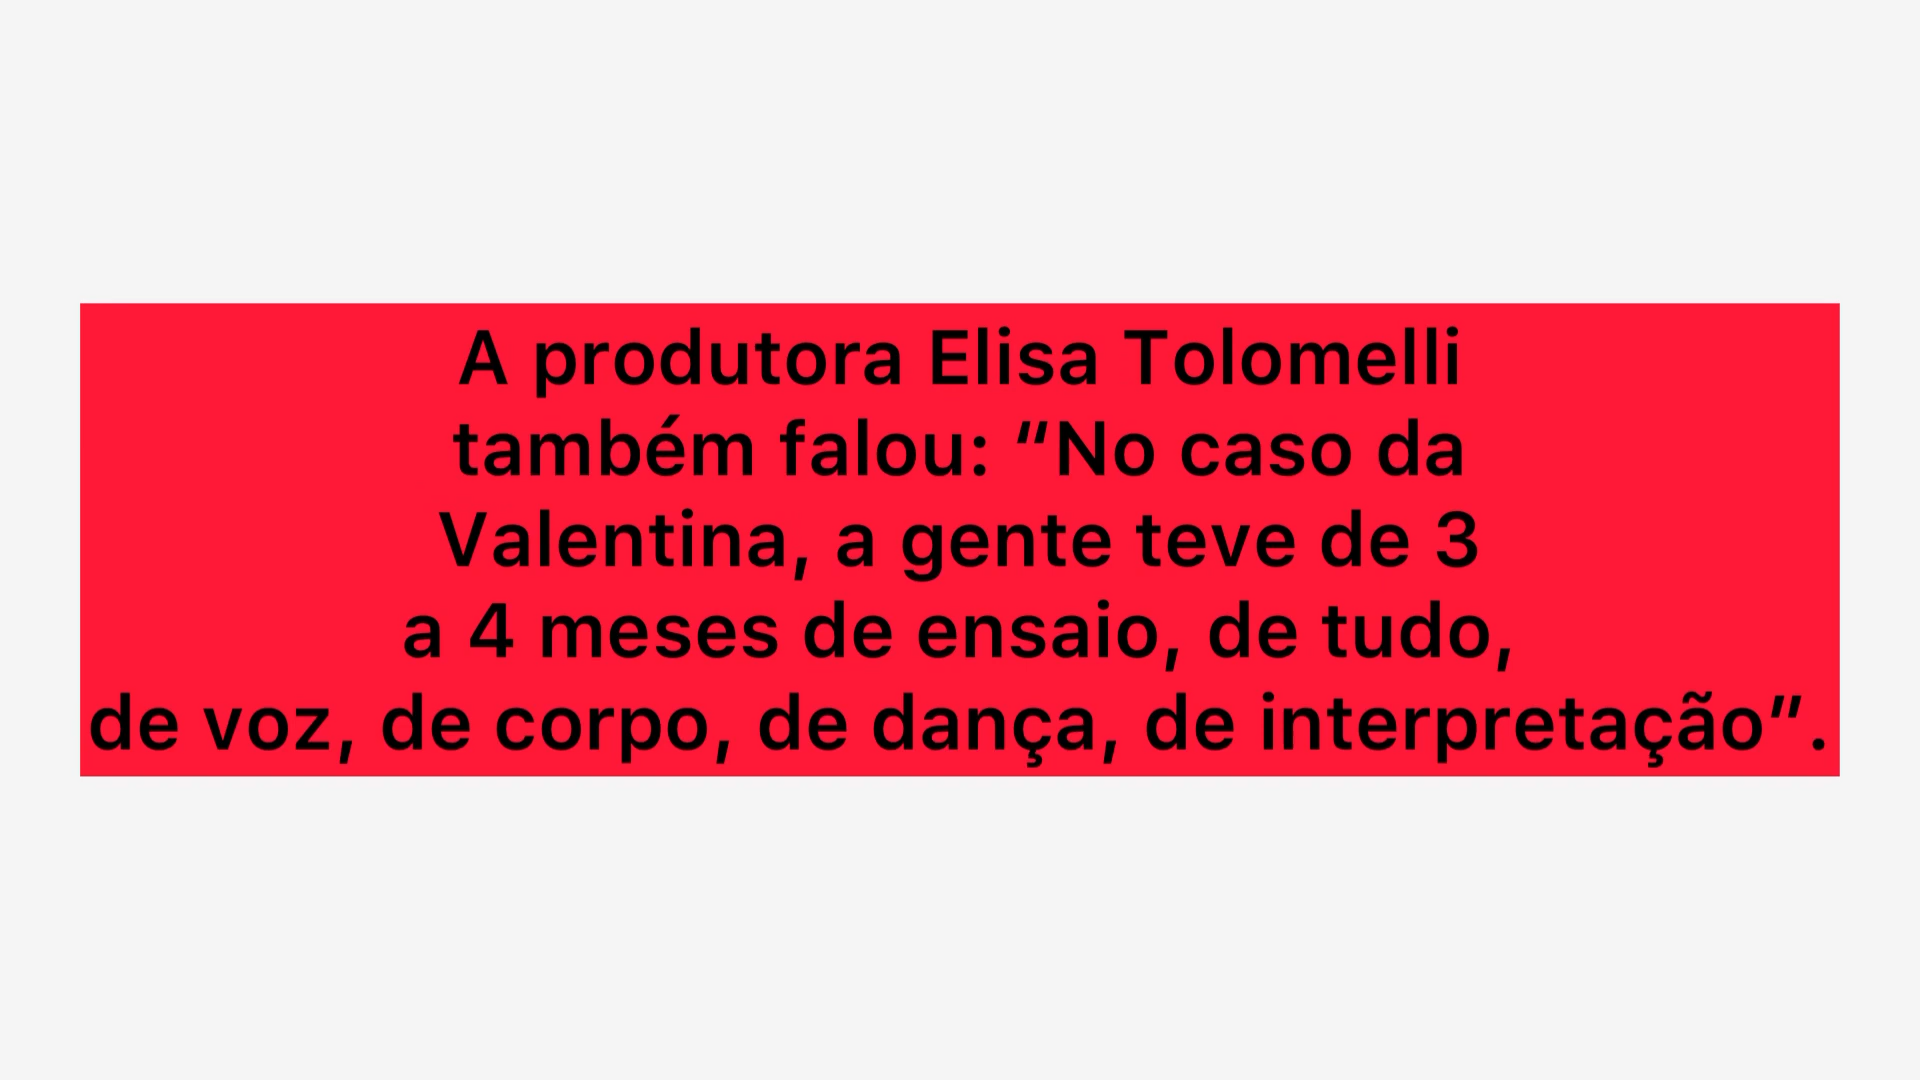 A produtora Elisa Tolomelli
também falou: “No caso da
Valentina, a gente teve de 3
a 4 meses de ensaio, de tudo,
de voz, de corpo, de dança, de interpretação”.